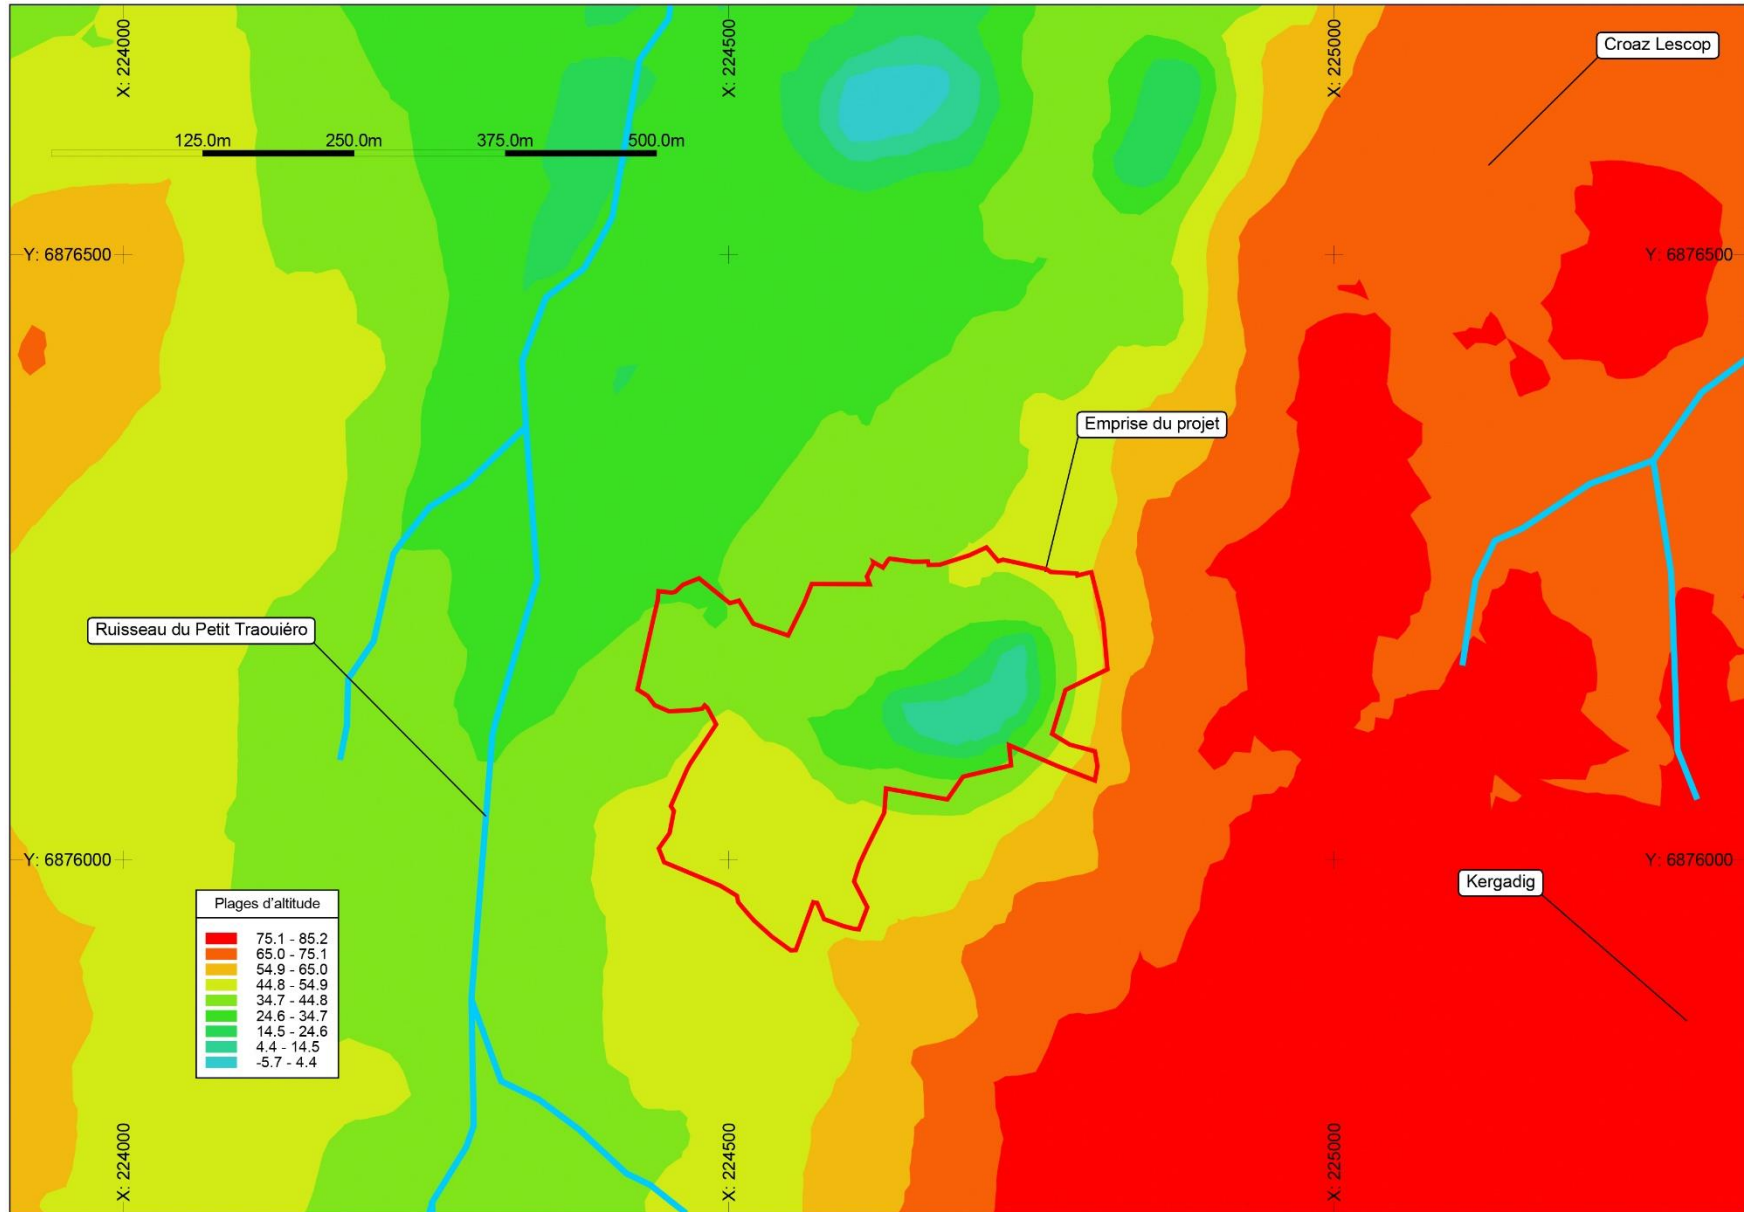 X: 224000
X: 224500
X: 225000
Croaz Lescop
125.0m
250.0m
375.0m
500.0m
Y: 6876500
Y: 6876500
Emprise du projet
Ruisseau du Petit Traouiéro
Y: 6876000
Y: 6876000
Kergadig
Plages d'altitude
75.1 - 85.2
65.0 - 75.1
54.9 - 65.0
44.8 - 54.9
34.7 - 44.8
24.6 - 34.7
14.5 - 24.6
4.4 - 14.5
-5.7 - 4.4
X: 224000
X: 224500
X: 225000